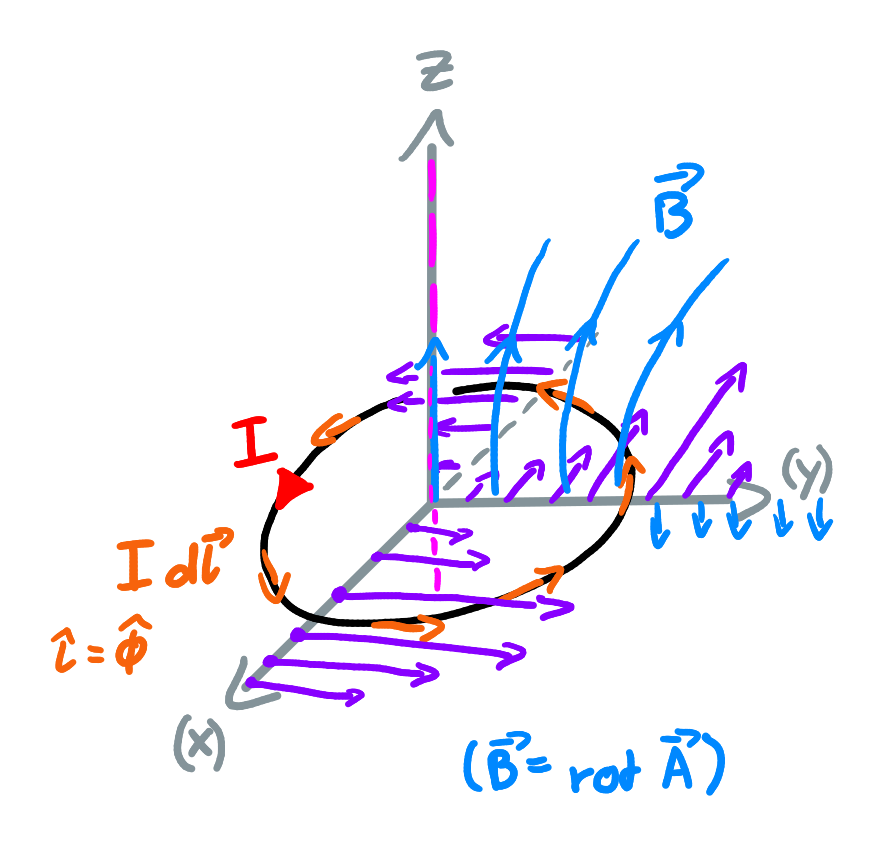 Z
B⃗
(y)
I
I dl⃗
î = φ̂
(x)
(B⃗ = rot A⃗)